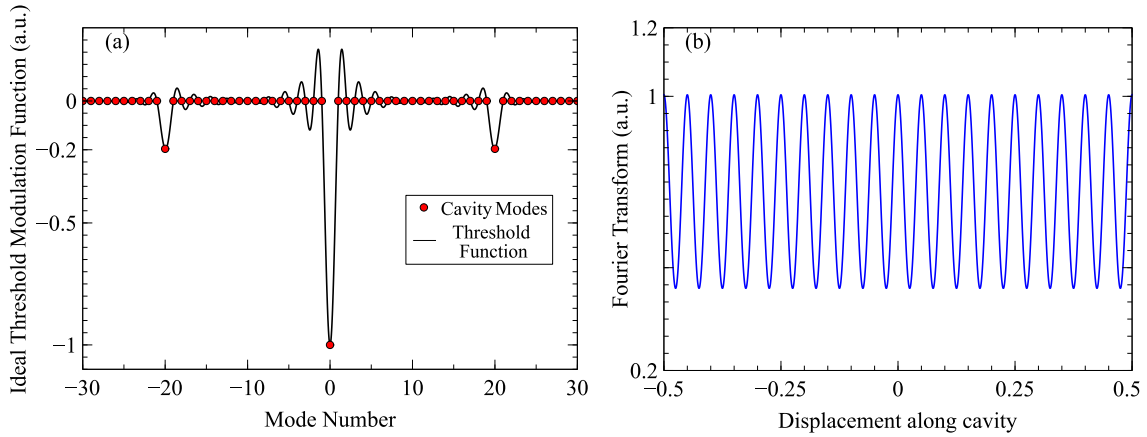 (a)
Ideal Threshold Modulation Function (a.u.)
0
−0.2
−0.5
−1
Cavity Modes
Threshold
Function
−30
−20
−10
0
10
20
30
Mode Number
(b)
Fourier Transform (a.u.)
1.2
1
0.2
−0.5
−0.25
0
0.25
0.5
Displacement along cavity